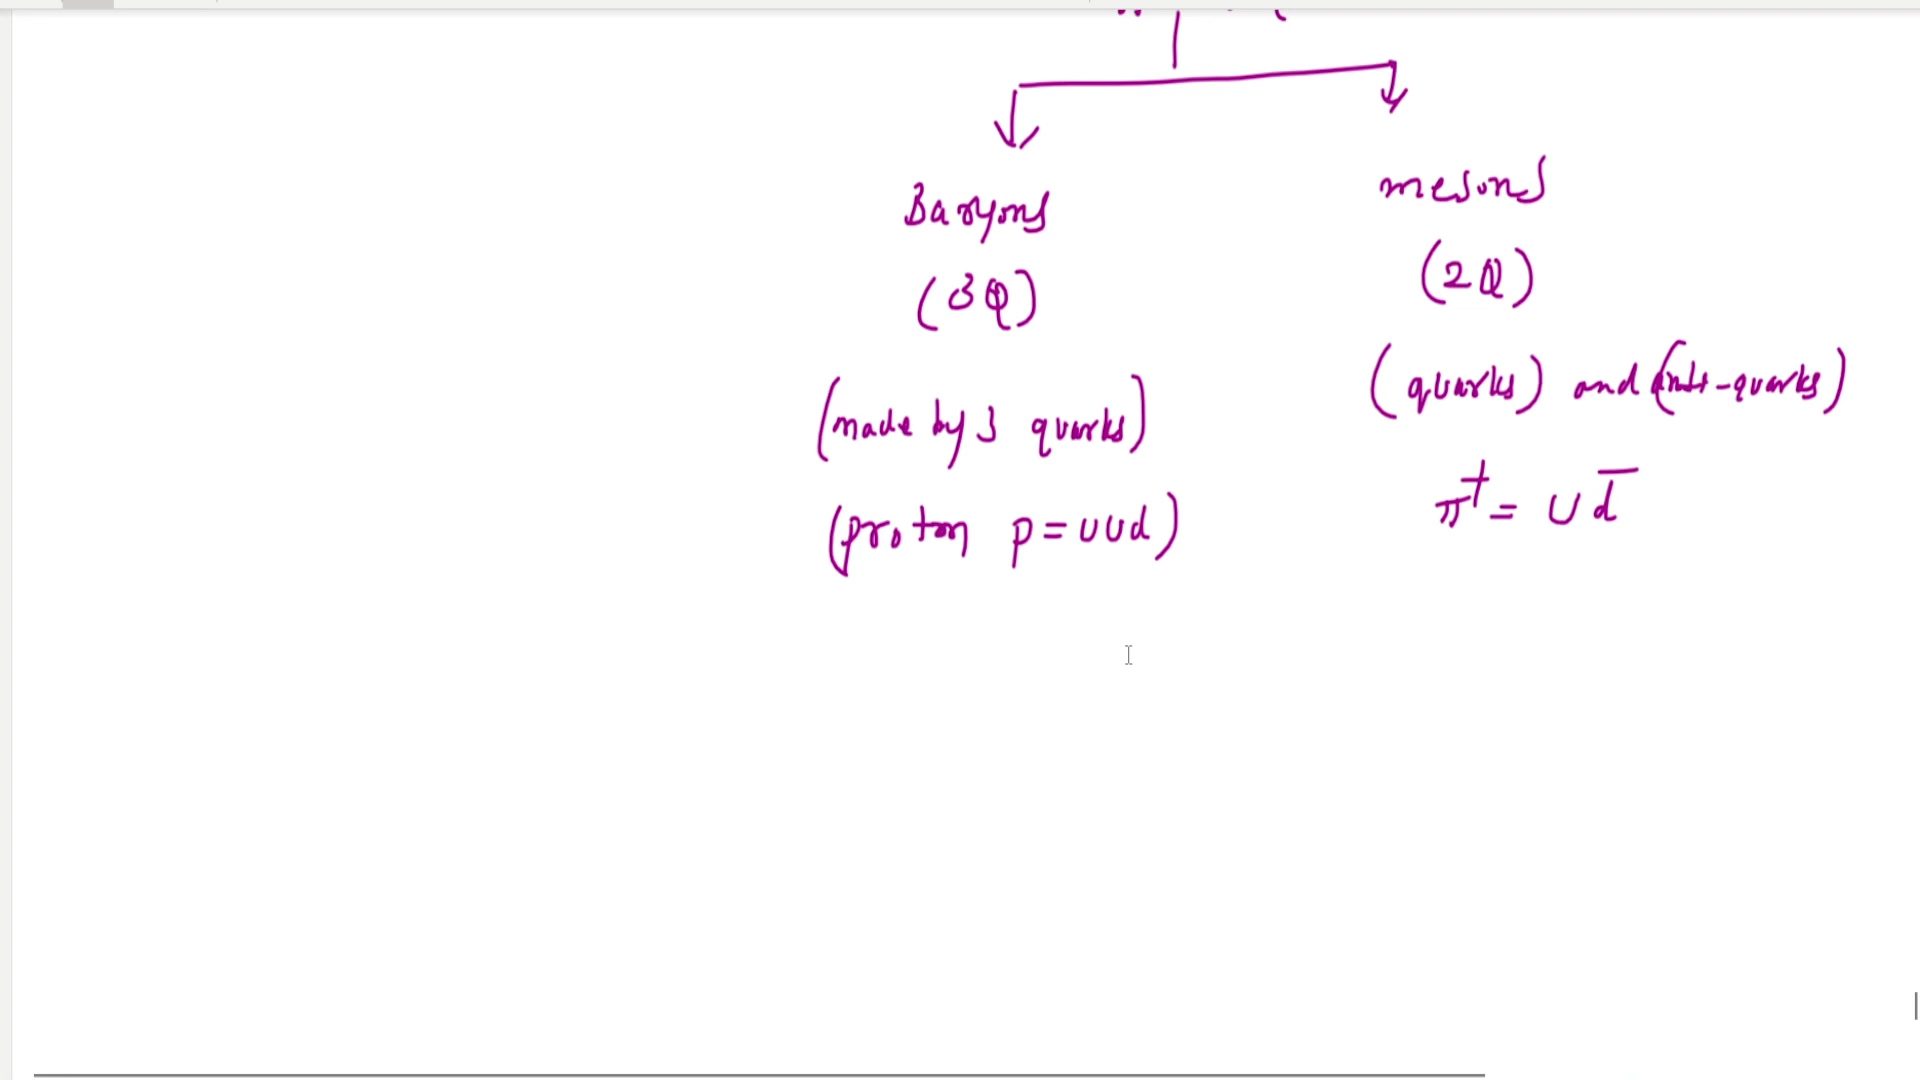 Baryons
(3Q)
(made by 3 quarks)
(proton p = uud)
mesons
(2Q)
(quarks) and (anti-quarks)
π⁺ = u d̅